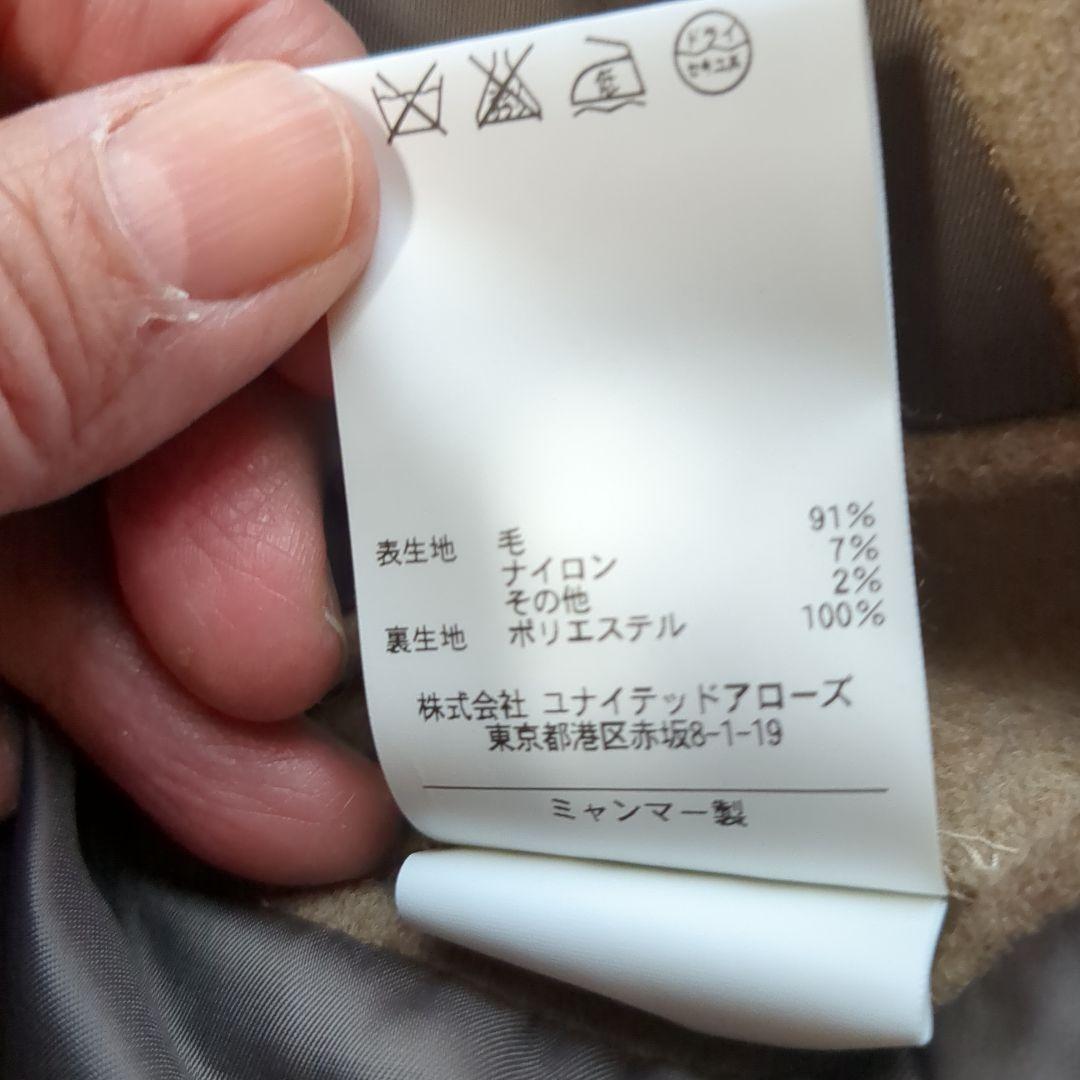 ドライ
セキユ系
表生地 毛 91%
ナイロン 7%
その他 2%
裏生地 ポリエステル 100%
株式会社 ユナイテッドアローズ
東京都港区赤坂8-1-19
ミャンマー製